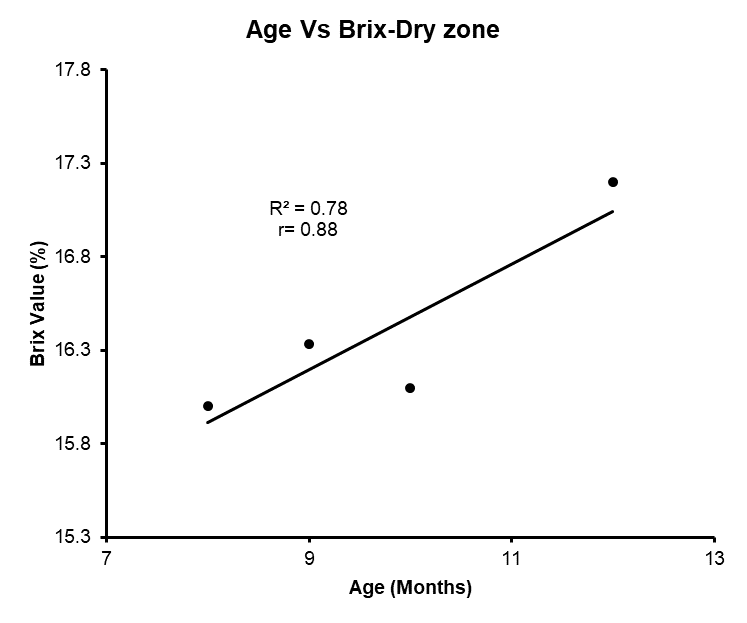 Age Vs Brix-Dry zone
17.8
17.3
16.8
16.3
15.8
15.3
Brix Value (%)
R² = 0.78
r= 0.88
7
9
11
13
Age (Months)